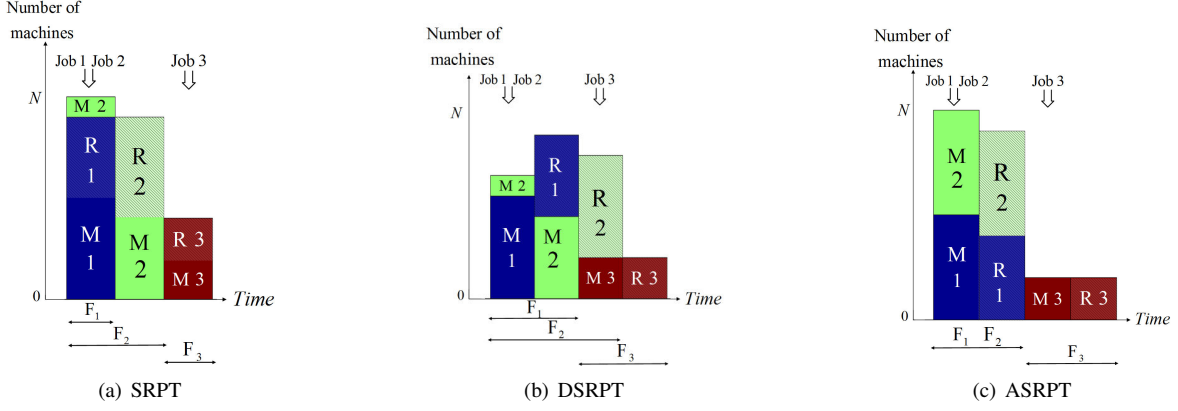 Number of
machines
Job 1 Job 2
Job 3
N
M 2
R
1
R
2
M
1
M
2
R 3
M 3
0
Time
F1
F2
F3
(a) SRPT
Number of
machines
Job 1 Job 2
Job 3
N
M 2
R
1
M
1
M
2
R
2
M 3
R 3
0
Time
F1
F2
F3
(b) DSRPT
Number of
machines
Job 1 Job 2
Job 3
N
M
2
R
2
M
1
R
1
M 3
R 3
0
Time
F1 F2
F3
(c) ASRPT